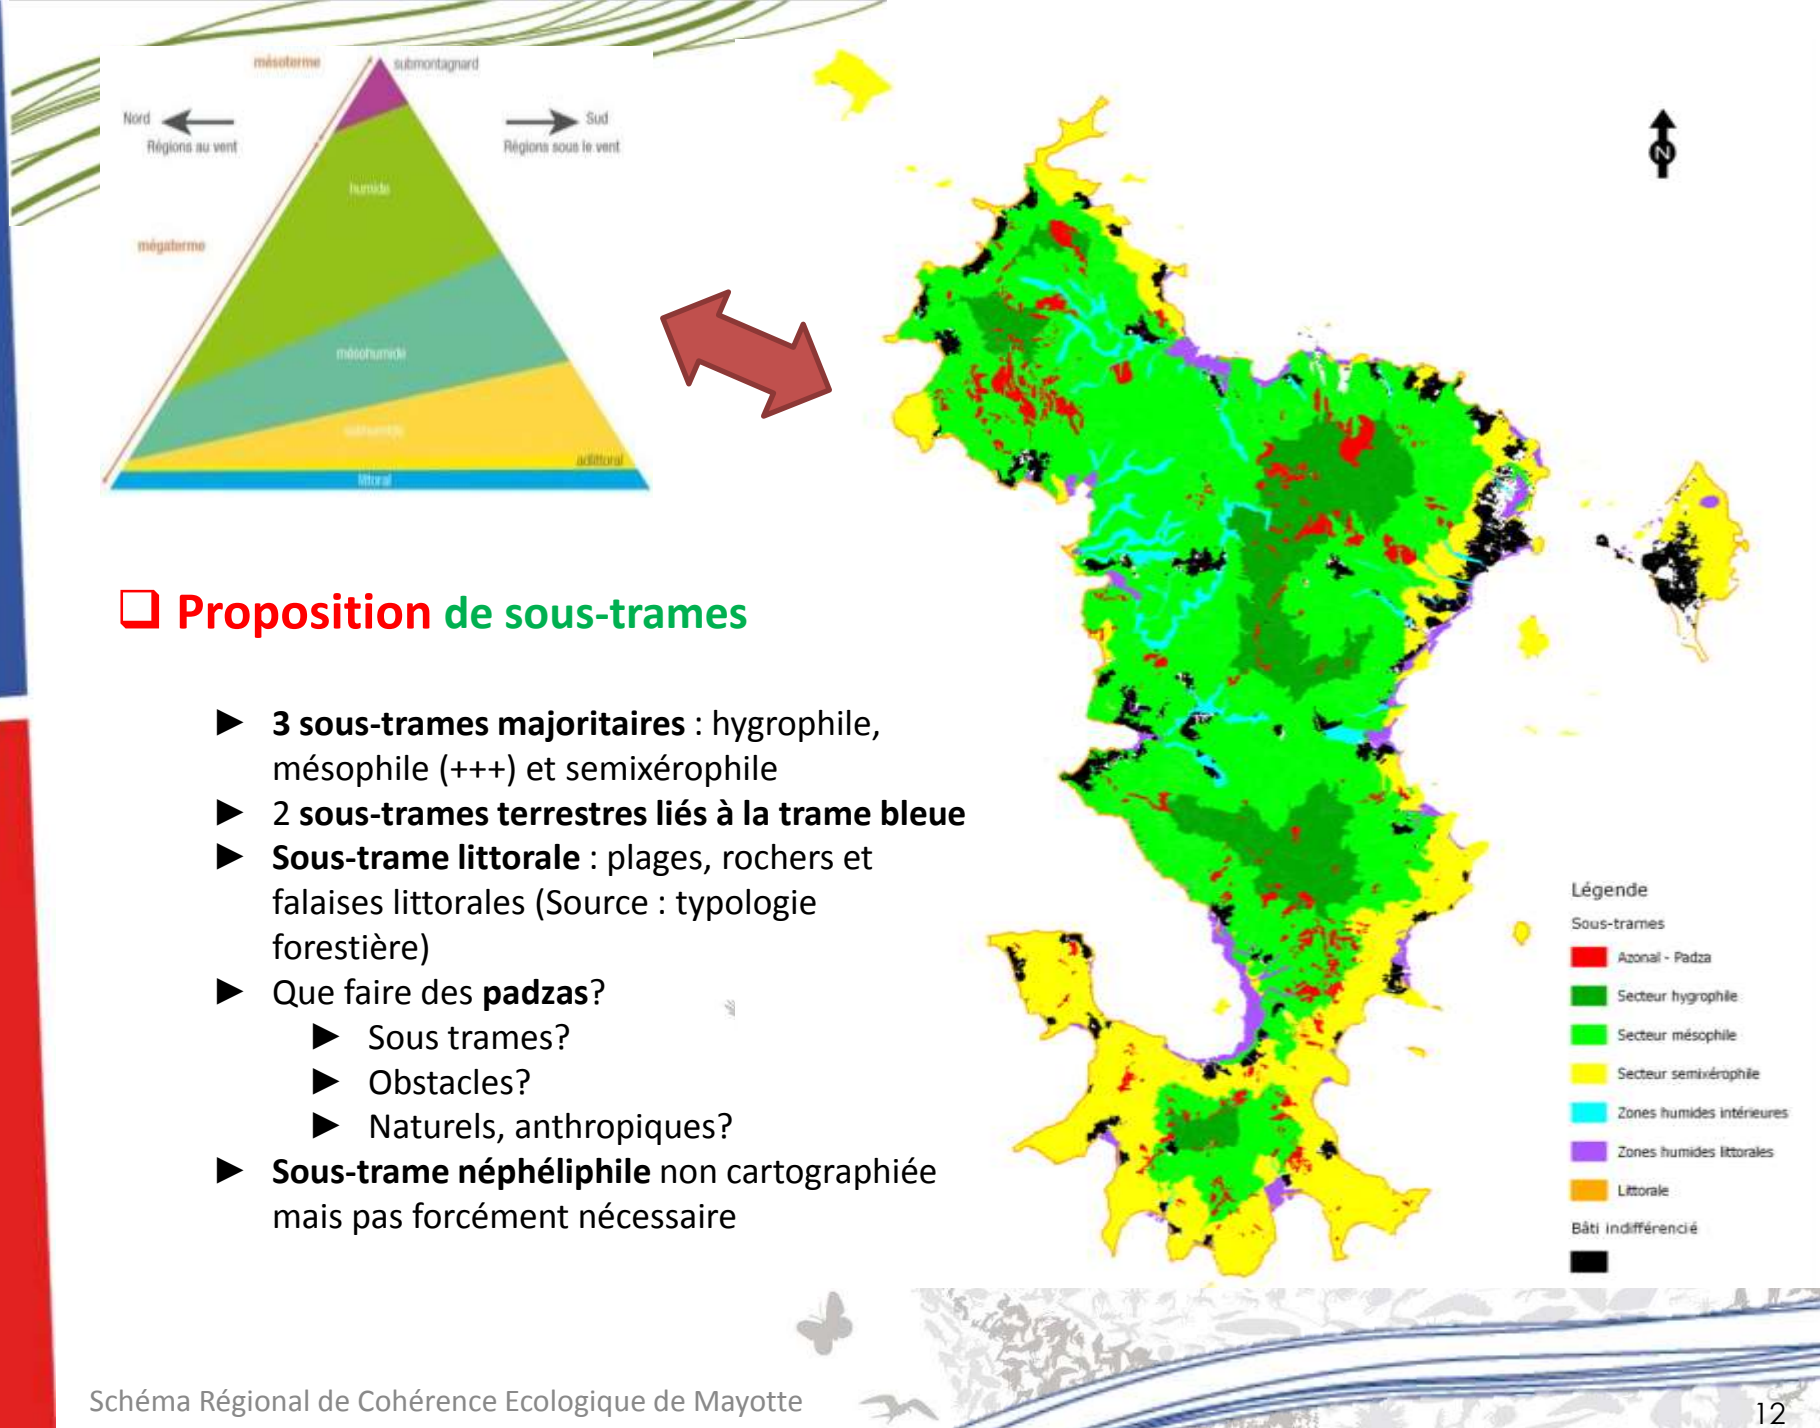 mésoterme
submontagnard
Nord
Sud
Régions au vent
Régions sous le vent
humide
mégaterme
mésohumide
subhumide
adlittoral
littoral
N
Proposition de sous-trames
► 3 sous-trames majoritaires : hygrophile,
mésophile (+++) et semixérophile
► 2 sous-trames terrestres liés à la trame bleue
► Sous-trame littorale : plages, rochers et
falaises littorales (Source : typologie
forestière)
► Que faire des padzas?
► Sous trames?
► Obstacles?
► Naturels, anthropiques?
► Sous-trame néphéliphile non cartographiée
mais pas forcément nécessaire
Légende
Sous-trames
Azonal - Padza
Secteur hygrophile
Secteur mésophile
Secteur semixérophile
Zones humides intérieures
Zones humides littorales
Littorale
Bâti indifférencié
Schéma Régional de Cohérence Ecologique de Mayotte
12